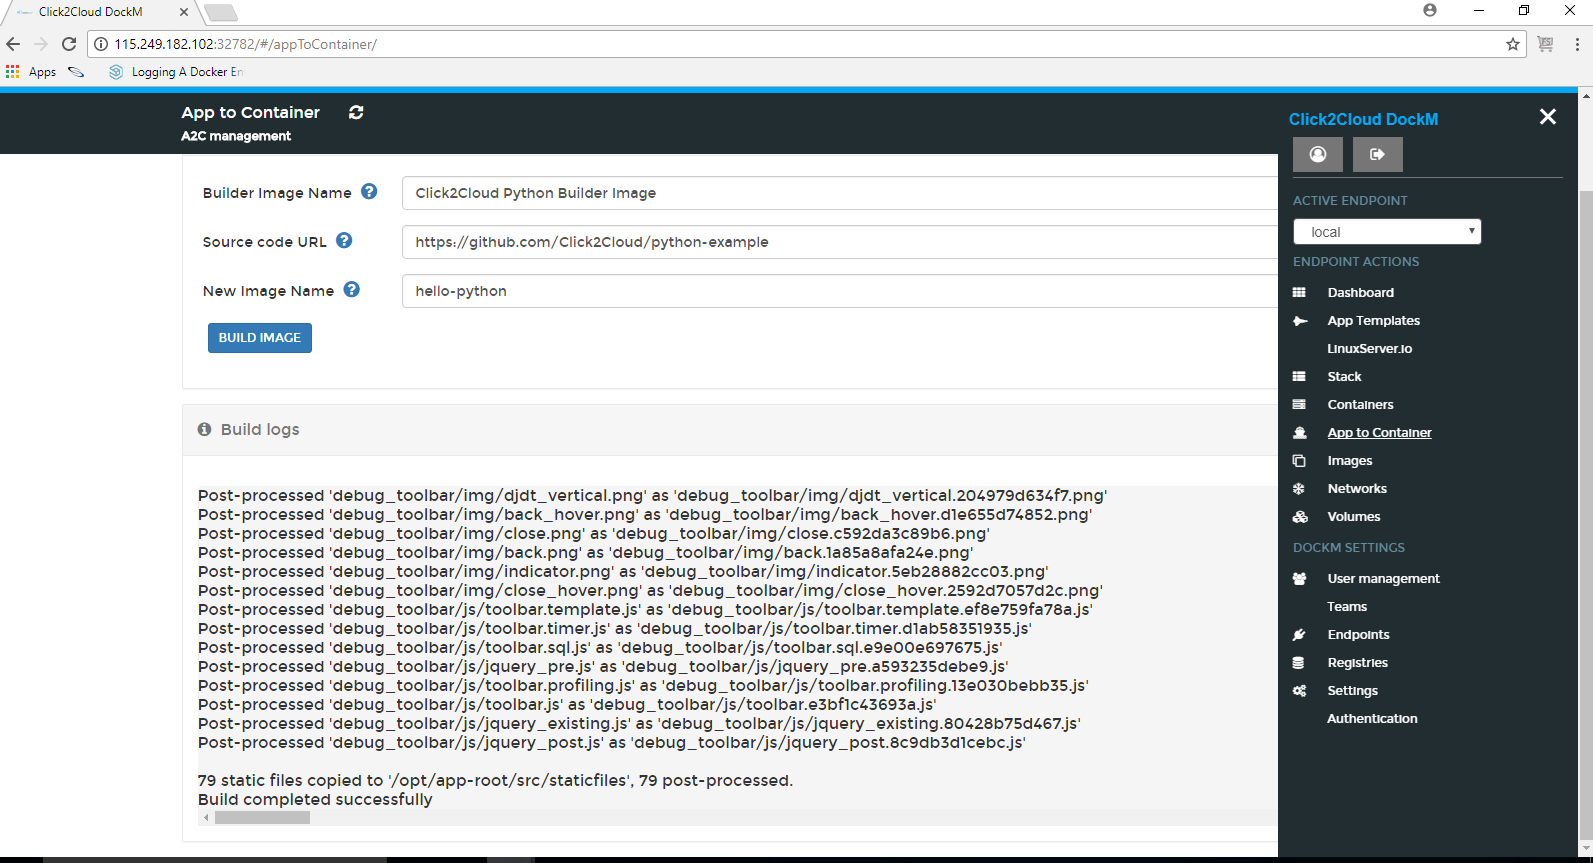 Click2Cloud DockM
115.249.182.102:32782/#/appToContainer/
Apps
Logging A Docker En
App to Container
A2C management
Builder Image Name
Click2Cloud Python Builder Image
Source code URL
https://github.com/Click2Cloud/python-example
New Image Name
hello-python
BUILD IMAGE
Build logs
Post-processed 'debug_toolbar/img/djdt_vertical.png' as 'debug_toolbar/img/djdt_vertical.204979d634f7.png'
Post-processed 'debug_toolbar/img/back_hover.png' as 'debug_toolbar/img/back_hover.d1e655d74852.png'
Post-processed 'debug_toolbar/img/close.png' as 'debug_toolbar/img/close.c592da3c89b6.png'
Post-processed 'debug_toolbar/img/back.png' as 'debug_toolbar/img/back.1a85a8afa24e.png'
Post-processed 'debug_toolbar/img/indicator.png' as 'debug_toolbar/img/indicator.5eb28882cc03.png'
Post-processed 'debug_toolbar/img/close_hover.png' as 'debug_toolbar/img/close_hover.2592d7057d2c.png'
Post-processed 'debug_toolbar/js/toolbar.template.js' as 'debug_toolbar/js/toolbar.template.ef8e759fa78a.js'
Post-processed 'debug_toolbar/js/toolbar.timer.js' as 'debug_toolbar/js/toolbar.timer.d1ab58351935.js'
Post-processed 'debug_toolbar/js/toolbar.sql.js' as 'debug_toolbar/js/toolbar.sql.e9e00e697675.js'
Post-processed 'debug_toolbar/js/jquery_pre.js' as 'debug_toolbar/js/jquery_pre.a593235debe9.js'
Post-processed 'debug_toolbar/js/toolbar.profiling.js' as 'debug_toolbar/js/toolbar.profiling.13e030bebb35.js'
Post-processed 'debug_toolbar/js/toolbar.js' as 'debug_toolbar/js/toolbar.e3bf1c43693a.js'
Post-processed 'debug_toolbar/js/jquery_existing.js' as 'debug_toolbar/js/jquery_existing.80428b75d467.js'
Post-processed 'debug_toolbar/js/jquery_post.js' as 'debug_toolbar/js/jquery_post.8c9db3d1cebc.js'
79 static files copied to '/opt/app-root/src/staticfiles', 79 post-processed.
Build completed successfully
Click2Cloud DockM
ACTIVE ENDPOINT
local
ENDPOINT ACTIONS
Dashboard
App Templates
LinuxServer.io
Stack
Containers
App to Container
Images
Networks
Volumes
DOCKM SETTINGS
User management
Teams
Endpoints
Registries
Settings
Authentication